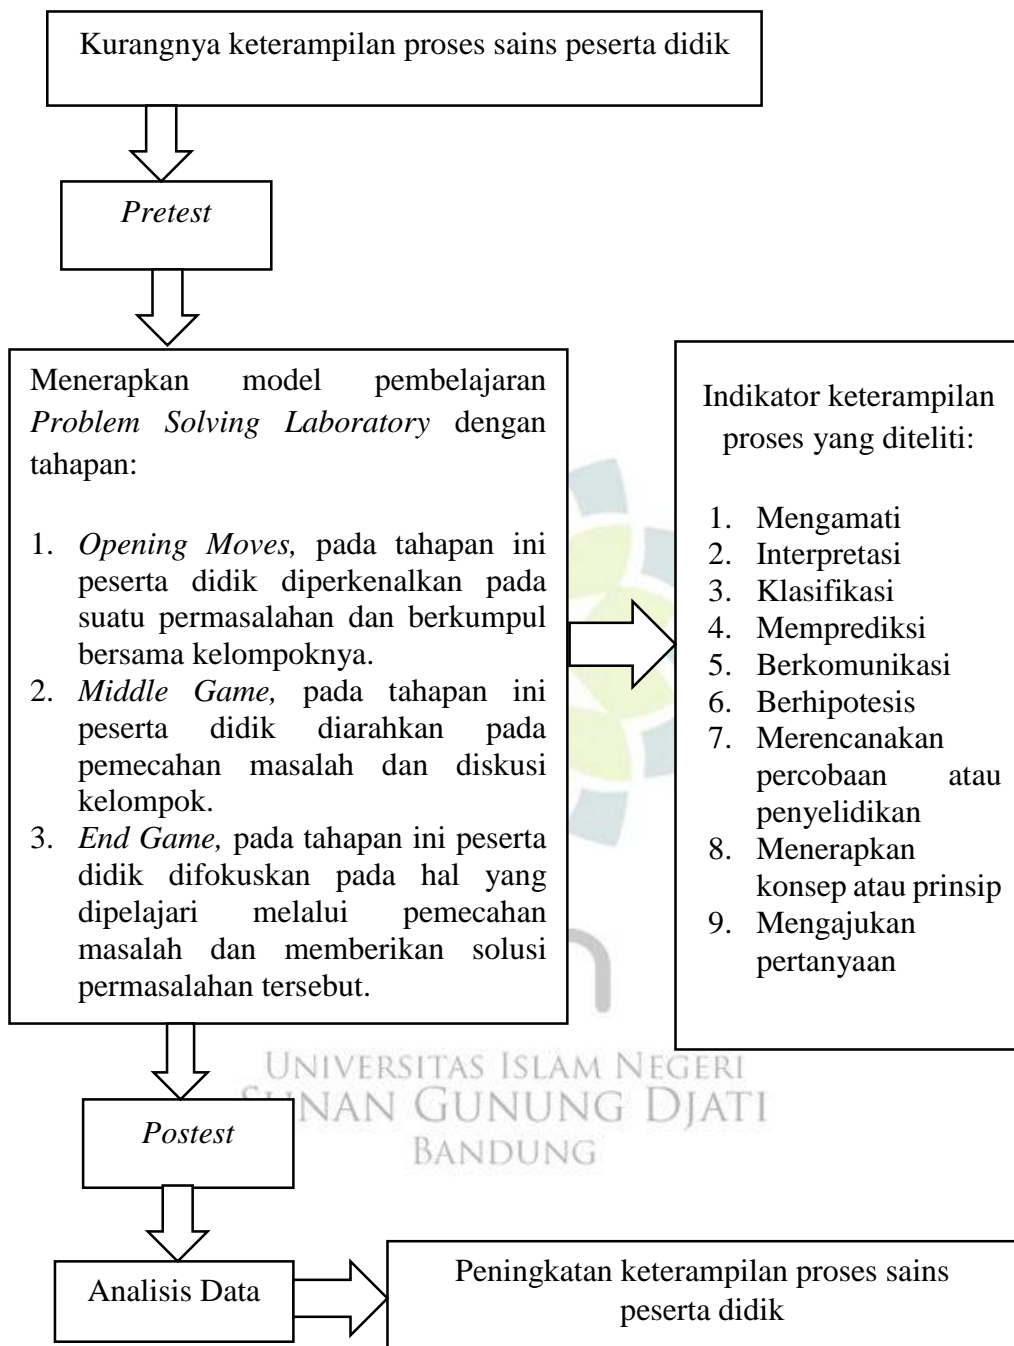 Kurangnya keterampilan proses sains peserta didik
Pretest
Menerapkan model pembelajaran
Problem Solving Laboratory dengan
tahapan:
1. Opening Moves, pada tahapan ini
peserta didik diperkenalkan pada
suatu permasalahan dan berkumpul
bersama kelompoknya.
2. Middle Game, pada tahapan ini
peserta didik diarahkan pada
pemecahan masalah dan diskusi
kelompok.
3. End Game, pada tahapan ini peserta
didik difokuskan pada hal yang
dipelajari melalui pemecahan
masalah dan memberikan solusi
permasalahan tersebut.
Indikator keterampilan
proses yang diteliti:
1. Mengamati
2. Interpretasi
3. Klasifikasi
4. Memprediksi
5. Berkomunikasi
6. Berhipotesis
7. Merencanakan
percobaan atau
penyelidikan
8. Menerapkan
konsep atau prinsip
9. Mengajukan
pertanyaan
UNIVERSITAS ISLAM NEGERI
SUNAN GUNUNG DJATI
BANDUNG
Postest
Analisis Data
Peningkatan keterampilan proses sains
peserta didik